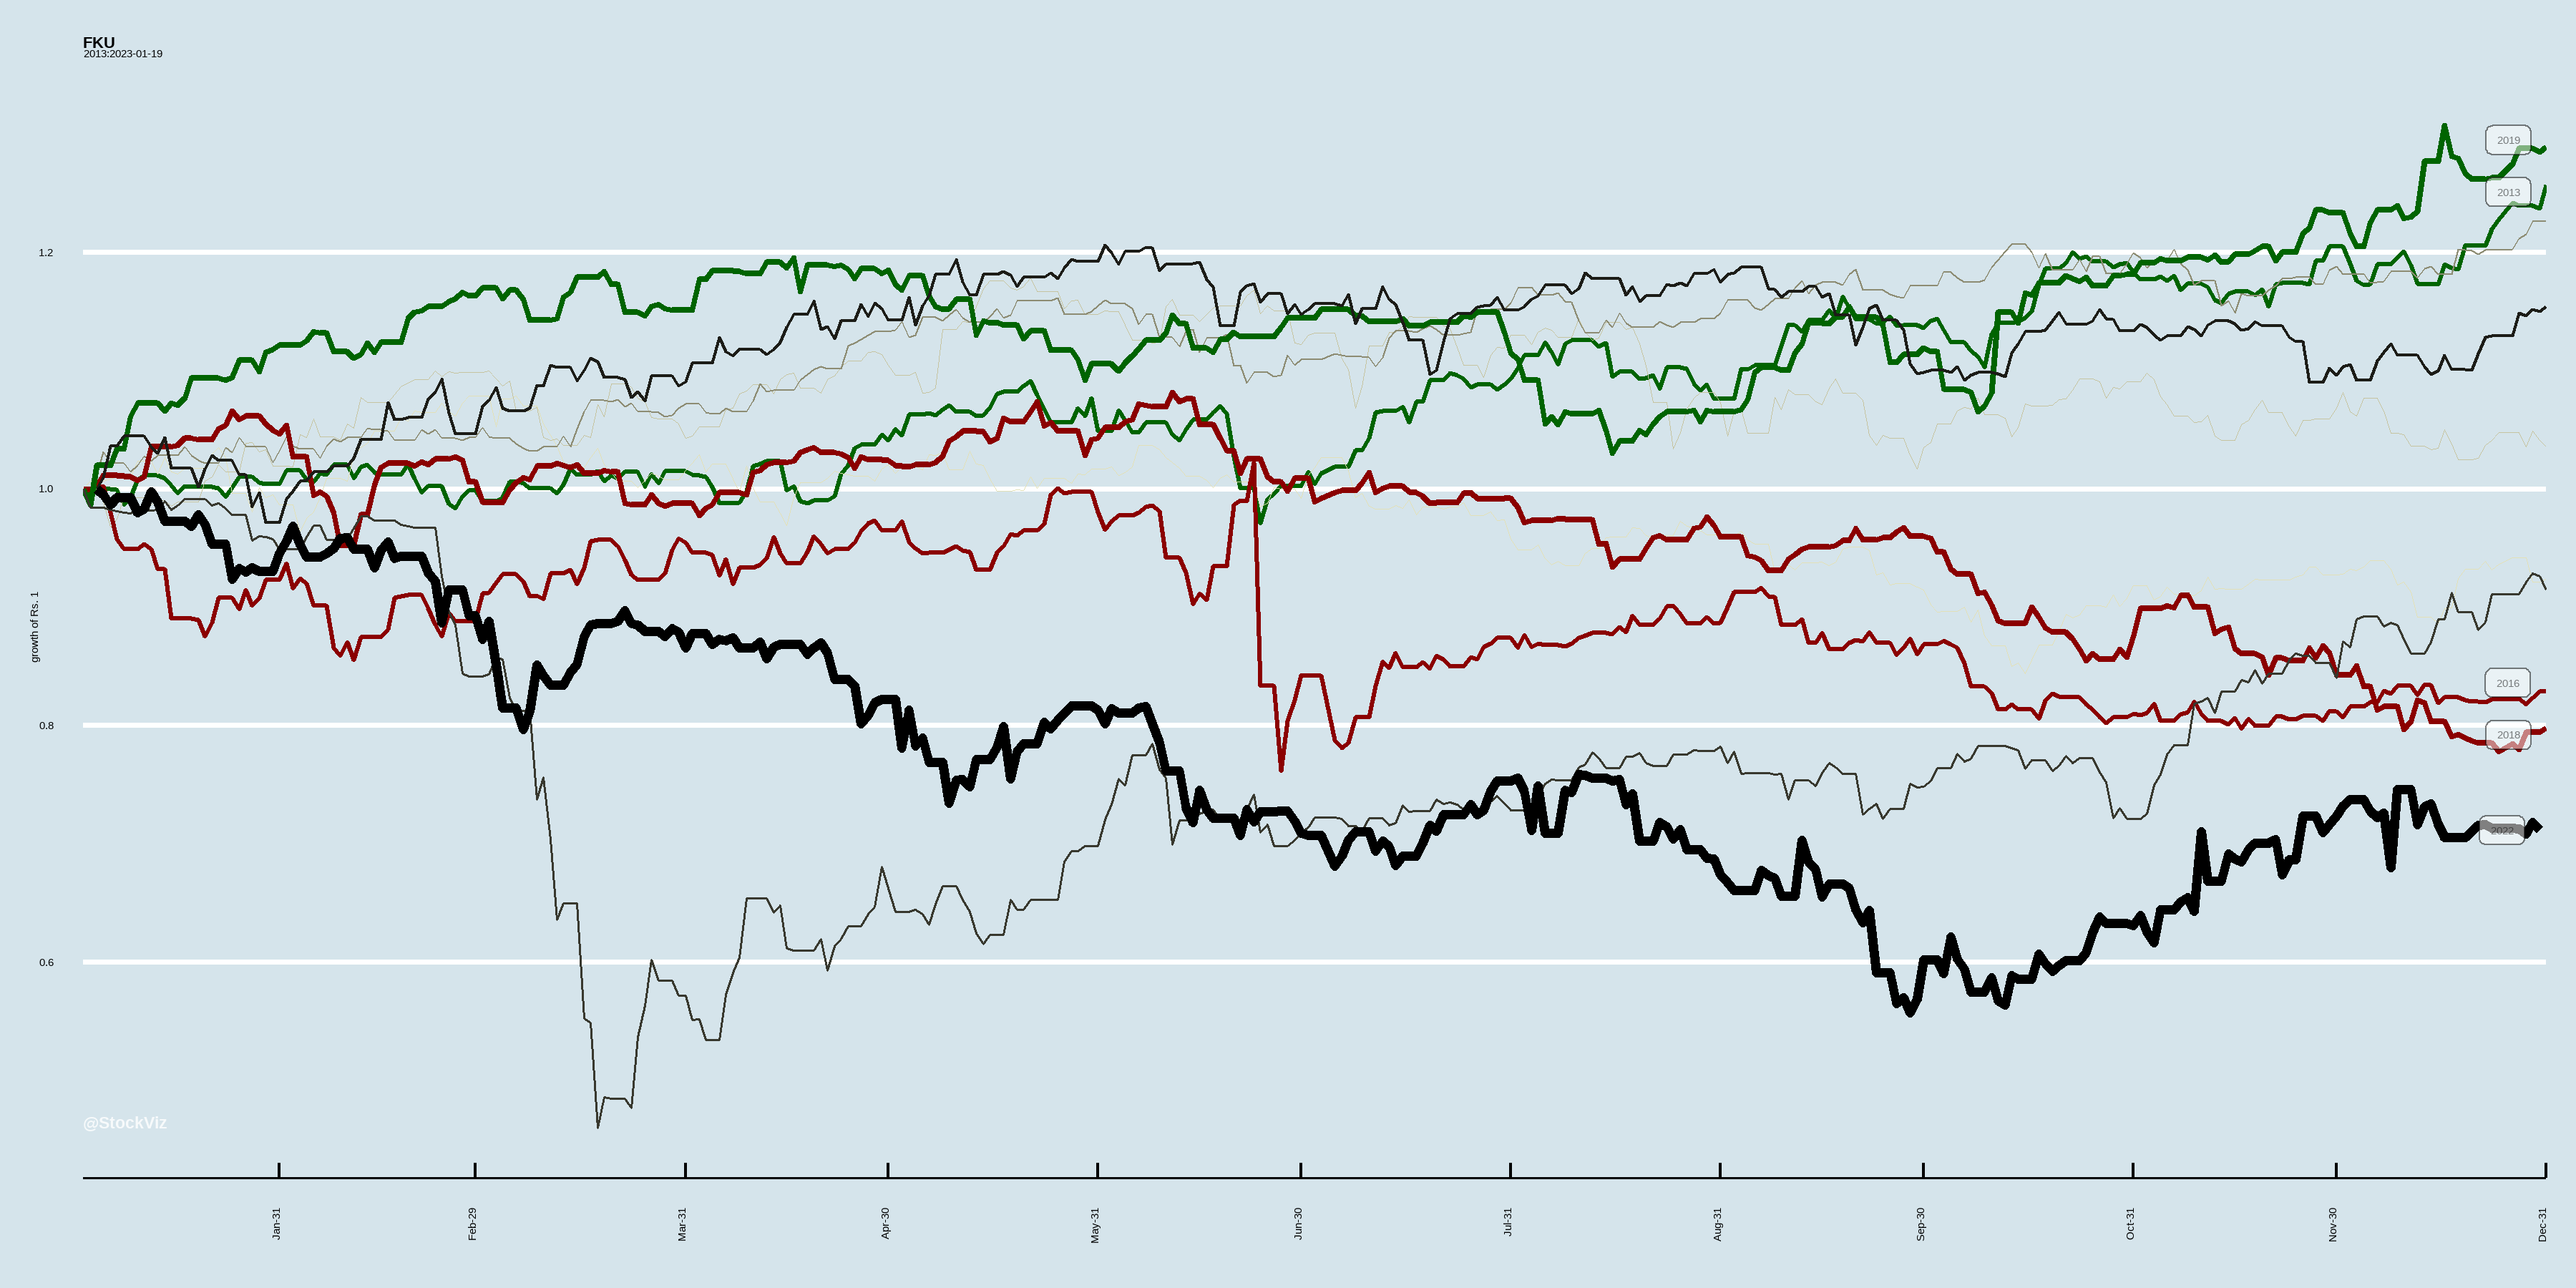 FKU
2013:2023-01-19
2019
2013
1.2
1.0
growth of Rs. 1
2016
0.8
2018
2022
0.6
@StockViz
Jan-31
Feb-29
Mar-31
Apr-30
May-31
Jun-30
Jul-31
Aug-31
Sep-30
Oct-31
Nov-30
Dec-31